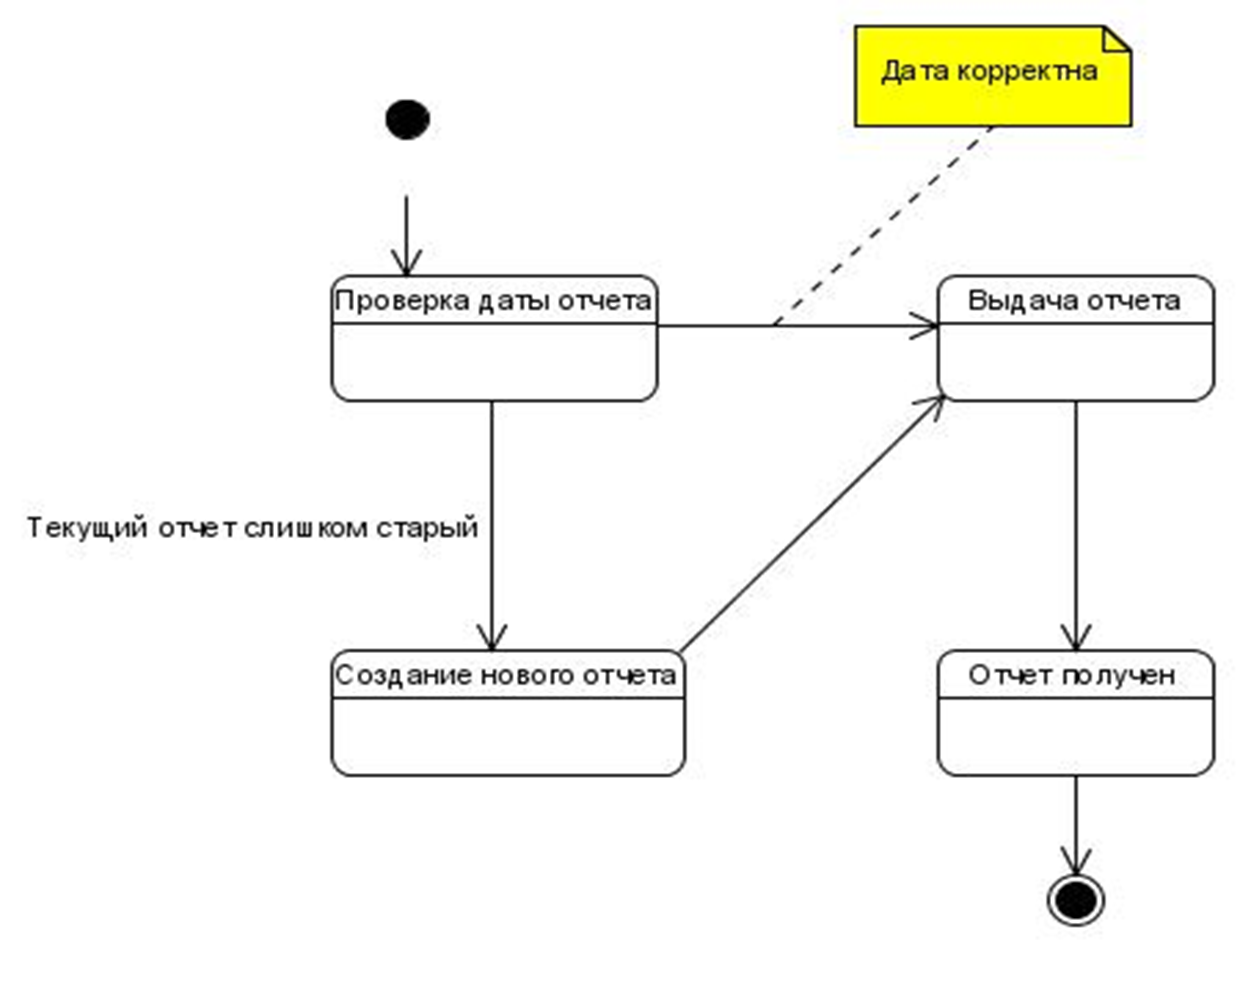 Дата корректна
Проверка даты отчета
Выдача отчета
Текущий отчет слишком старый
Создание нового отчета
Отчет получен